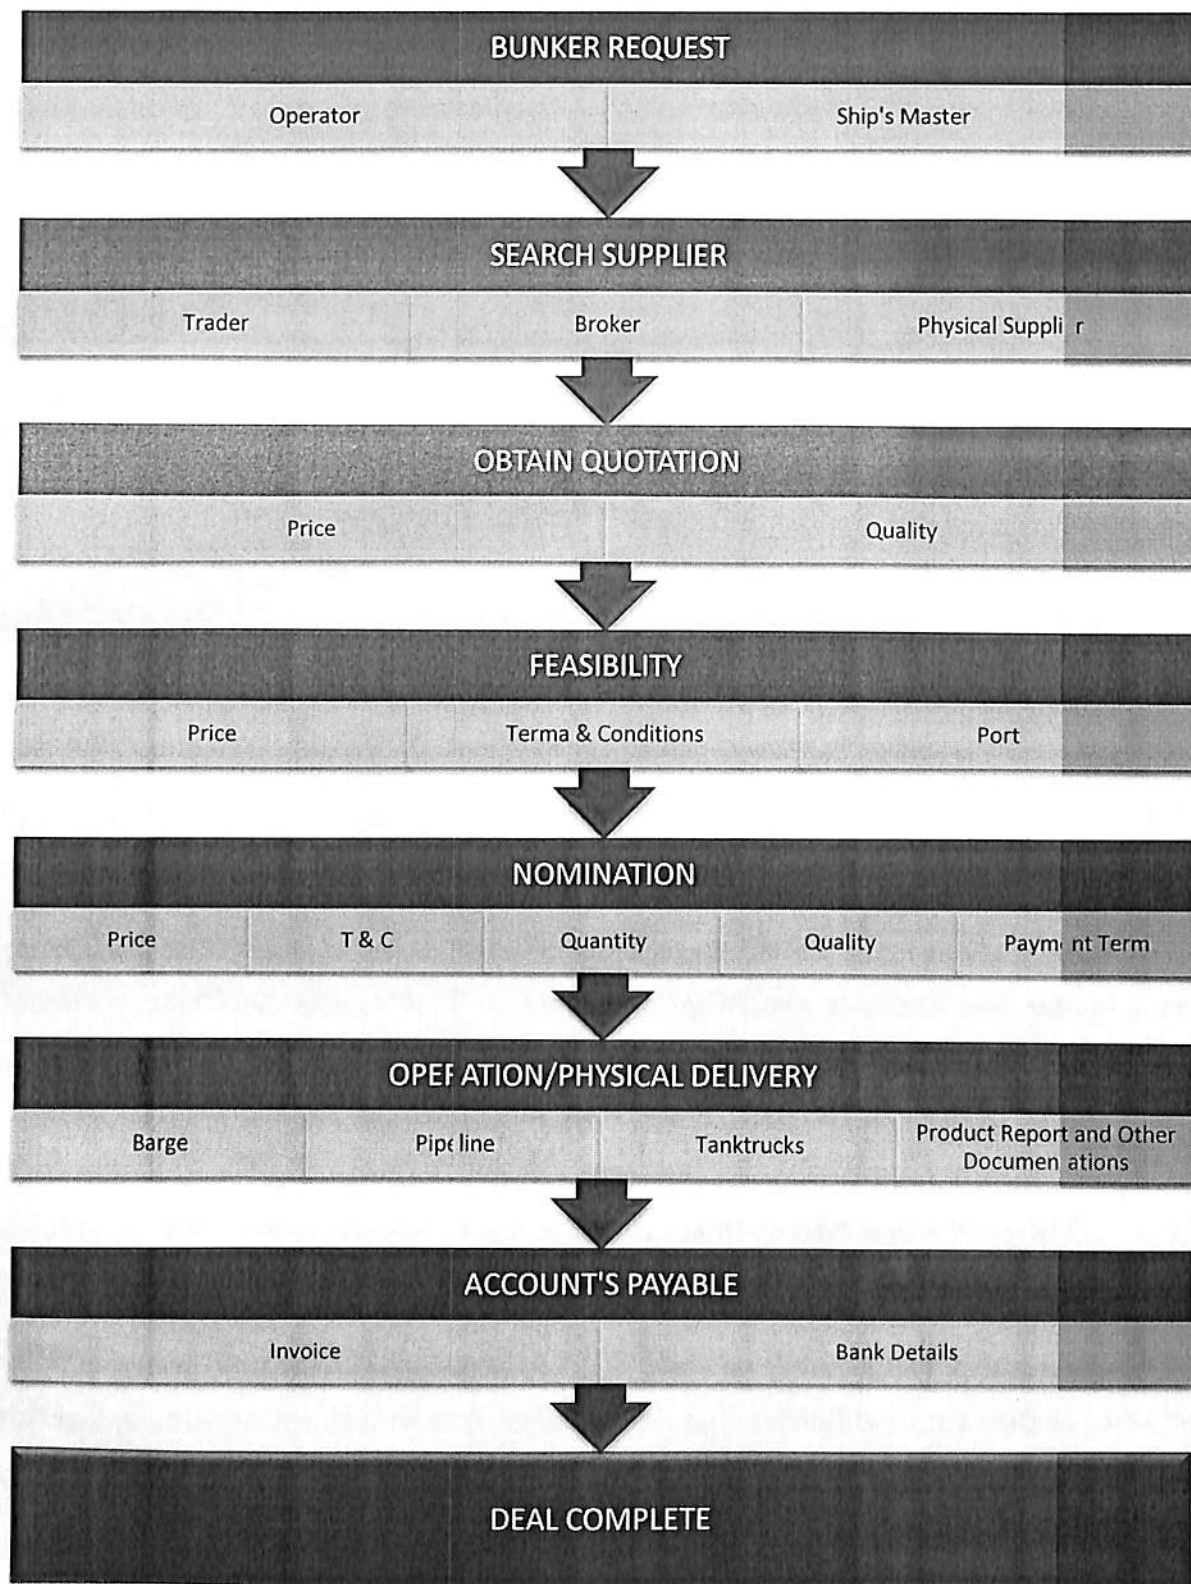 BUNKER REQUEST
Operator Ship's Master
SEARCH SUPPLIER
Trader Broker Physical Supplier
OBTAIN QUOTATION
Price Quality
FEASIBILITY
Price Terma & Conditions Port
NOMINATION
Price T & C Quantity Quality Payment Term
OPERATION/PHYSICAL DELIVERY
Barge Pipeline Tanktrucks Product Report and Other
Documentations
ACCOUNT'S PAYABLE
Invoice Bank Details
DEAL COMPLETE